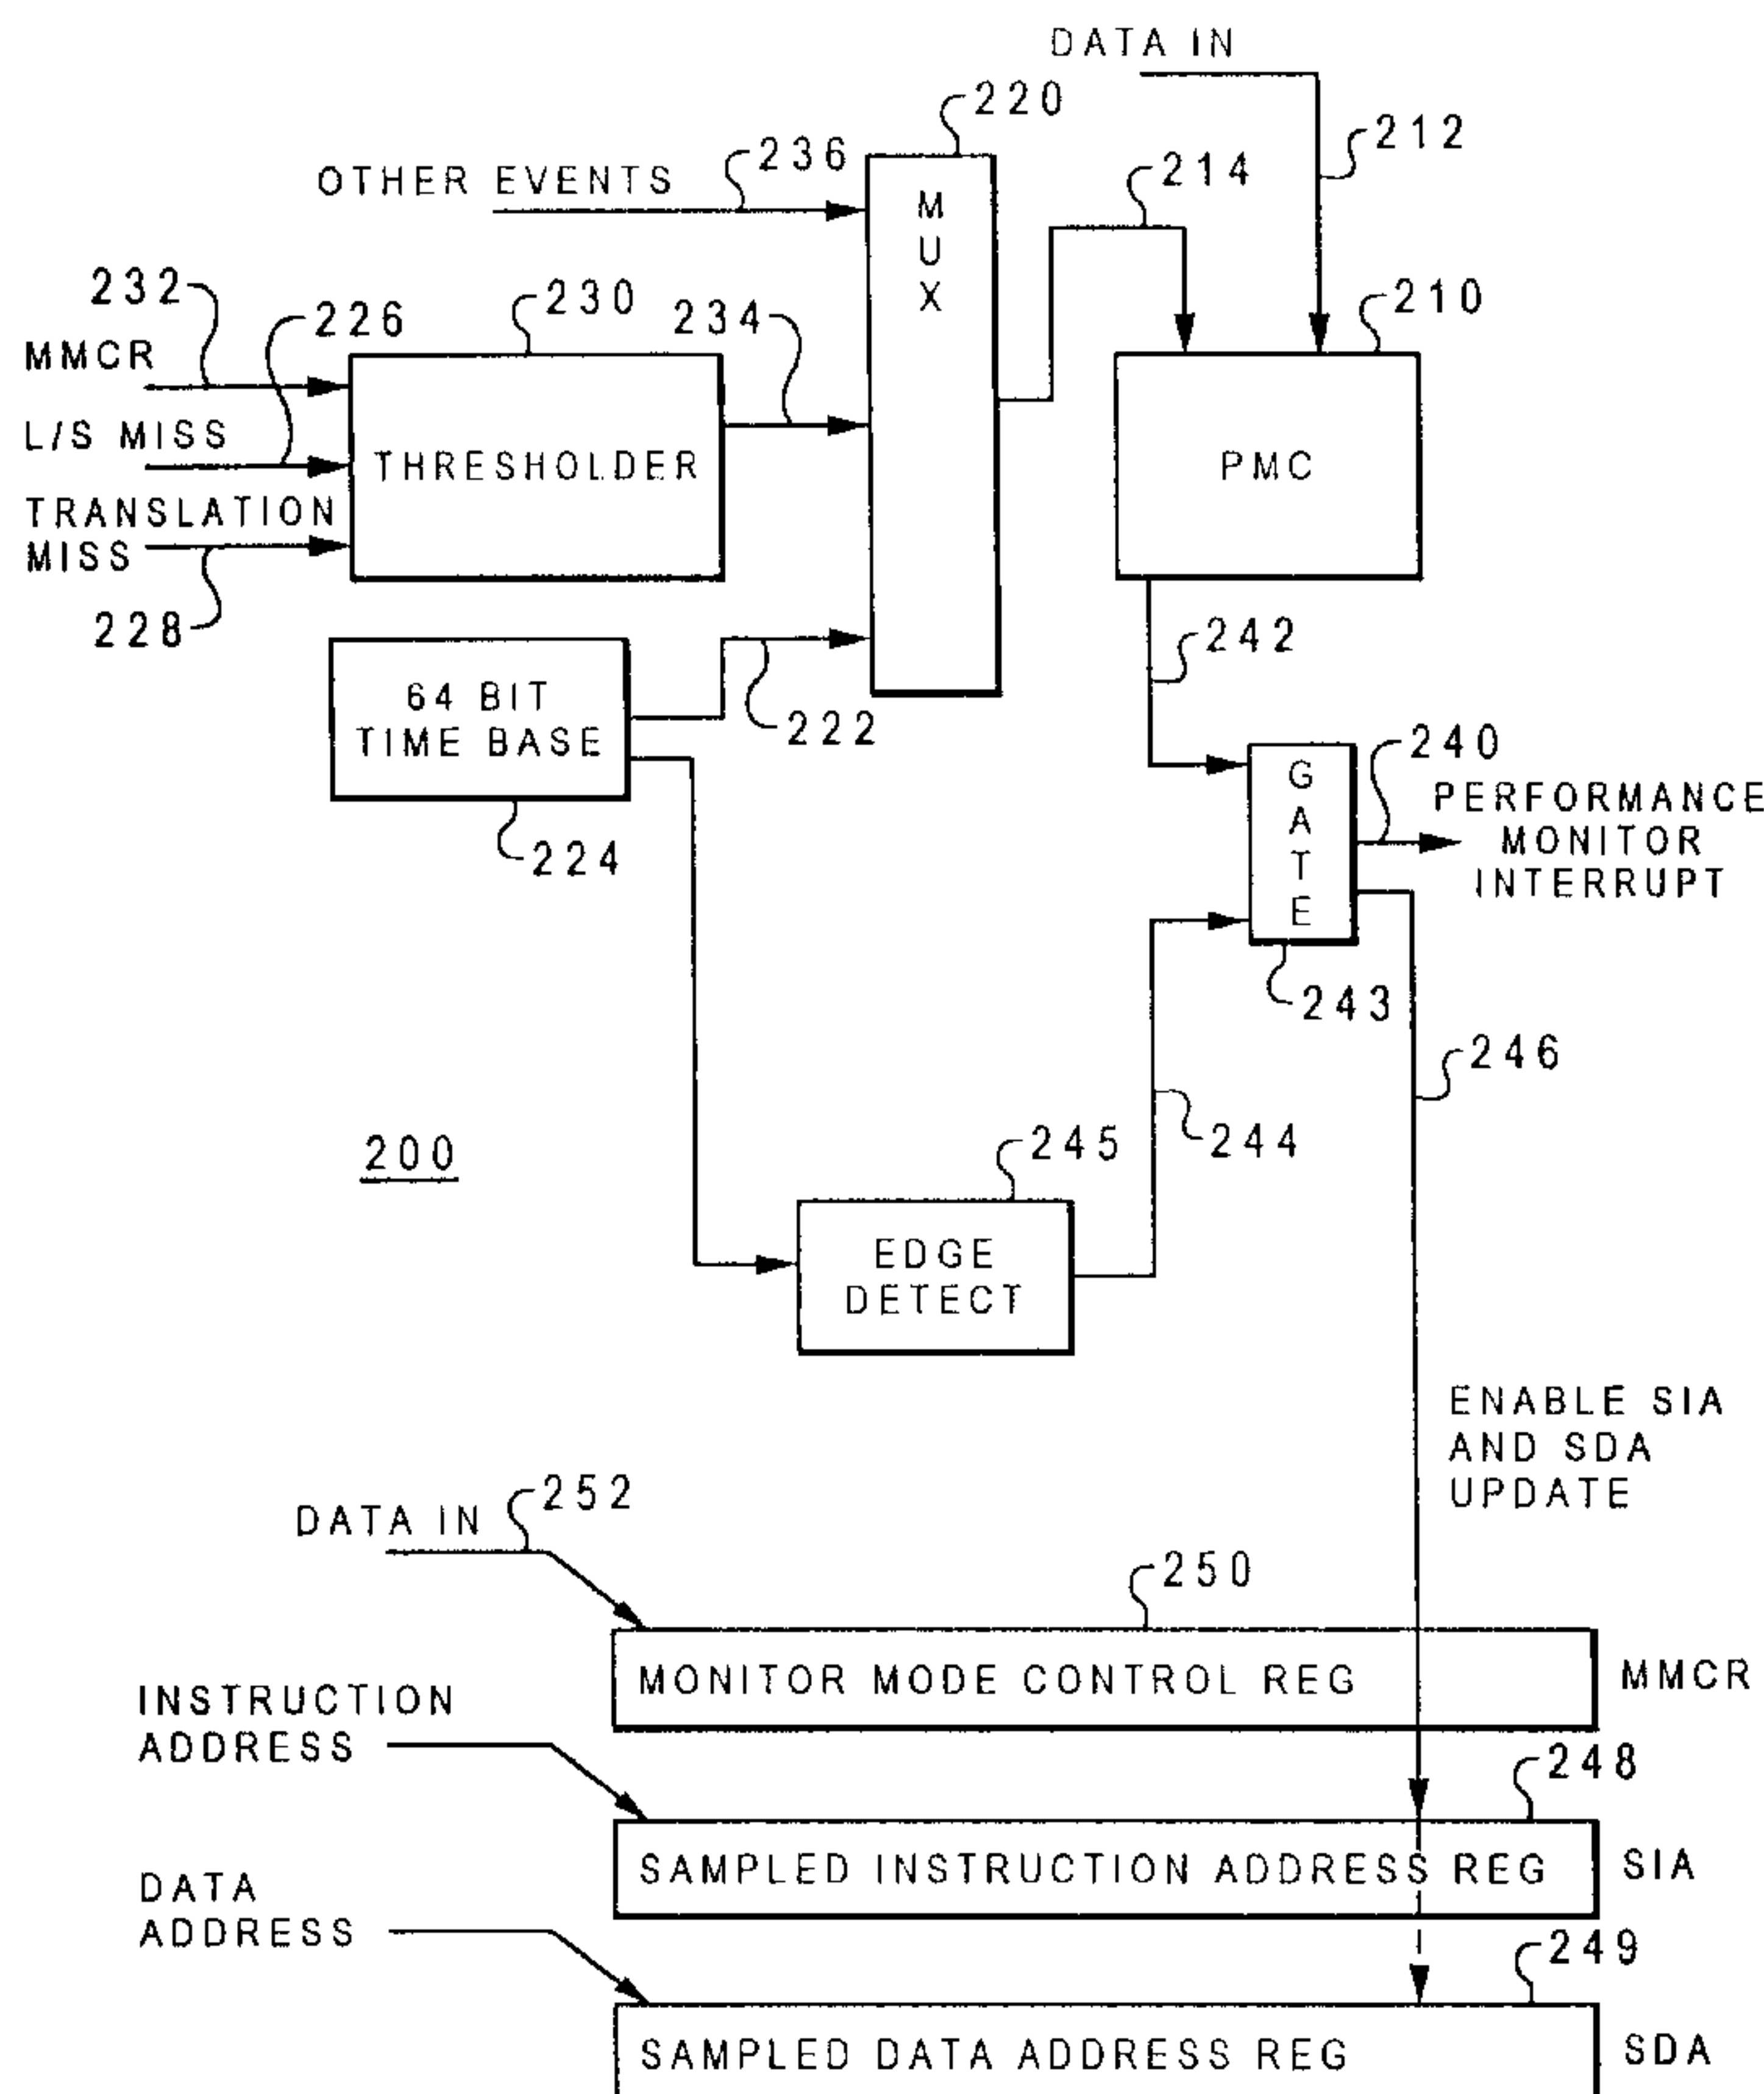 DATA IN
220
212
236
OTHER EVENTS
214
MUX
232
226
230
234
210
MMCR
L/S MISS
THRESHOLDER
PMC
TRANSLATION
MISS
228
242
64 BIT
TIME BASE
222
240
GATE
PERFORMANCE
MONITOR
INTERRUPT
224
243
246
200
245
244
EDGE
DETECT
ENABLE SIA
AND SDA
UPDATE
252
DATA IN
250
MONITOR MODE CONTROL REG
MMCR
INSTRUCTION
ADDRESS
248
SAMPLED INSTRUCTION ADDRESS REG
SIA
DATA
ADDRESS
249
SAMPLED DATA ADDRESS REG
SDA